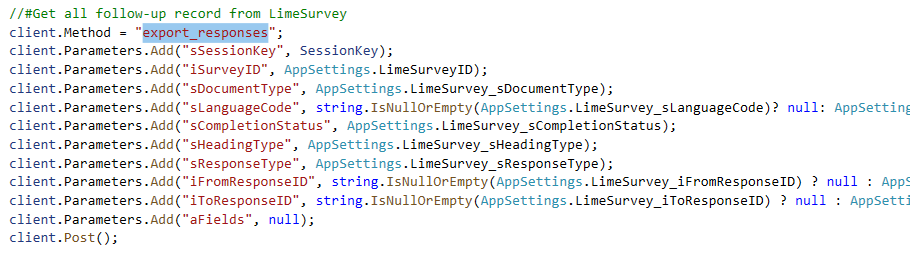 //#Get all follow-up record from LimeSurvey
client.Method = "export_responses";
client.Parameters.Add("sSessionKey", SessionKey);
client.Parameters.Add("iSurveyID", AppSettings.LimeSurveyID);
client.Parameters.Add("sDocumentType", AppSettings.LimeSurvey_sDocumentType);
client.Parameters.Add("sLanguageCode", string.IsNullOrEmpty(AppSettings.LimeSurvey_sLanguageCode)? null: AppSetting
client.Parameters.Add("sCompletionStatus", AppSettings.LimeSurvey_sCompletionStatus);
client.Parameters.Add("sHeadingType", AppSettings.LimeSurvey_sHeadingType);
client.Parameters.Add("sResponseType", AppSettings.LimeSurvey_sResponseType);
client.Parameters.Add("iFromResponseID", string.IsNullOrEmpty(AppSettings.LimeSurvey_iFromResponseID) ? null : AppS
client.Parameters.Add("iToResponseID", string.IsNullOrEmpty(AppSettings.LimeSurvey_iToResponseID) ? null : AppSetti
client.Parameters.Add("aFields", null);
client.Post();